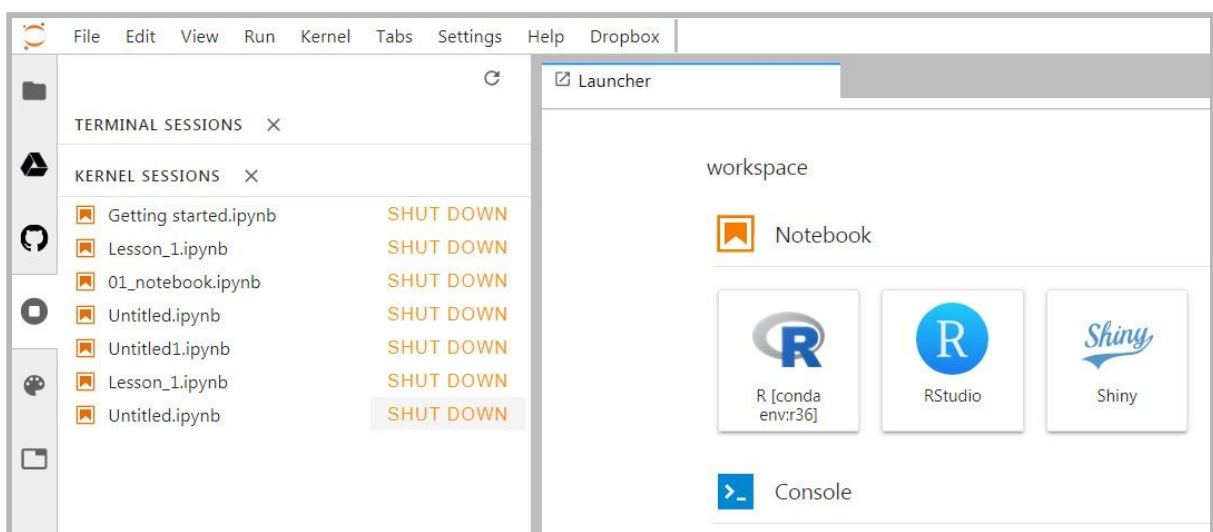 File Edit View Run Kernel Tabs Settings Help Dropbox
TERMINAL SESSIONS
KERNEL SESSIONS
Getting started.ipynb SHUT DOWN
Lesson_1.ipynb SHUT DOWN
01_notebook.ipynb SHUT DOWN
Untitled.ipynb SHUT DOWN
Untitled1.ipynb SHUT DOWN
Lesson_1.ipynb SHUT DOWN
Untitled.ipynb SHUT DOWN
Launcher
workspace
Notebook
R
R [conda
env:r36]
R
RStudio
Shiny
Shiny
>_ Console